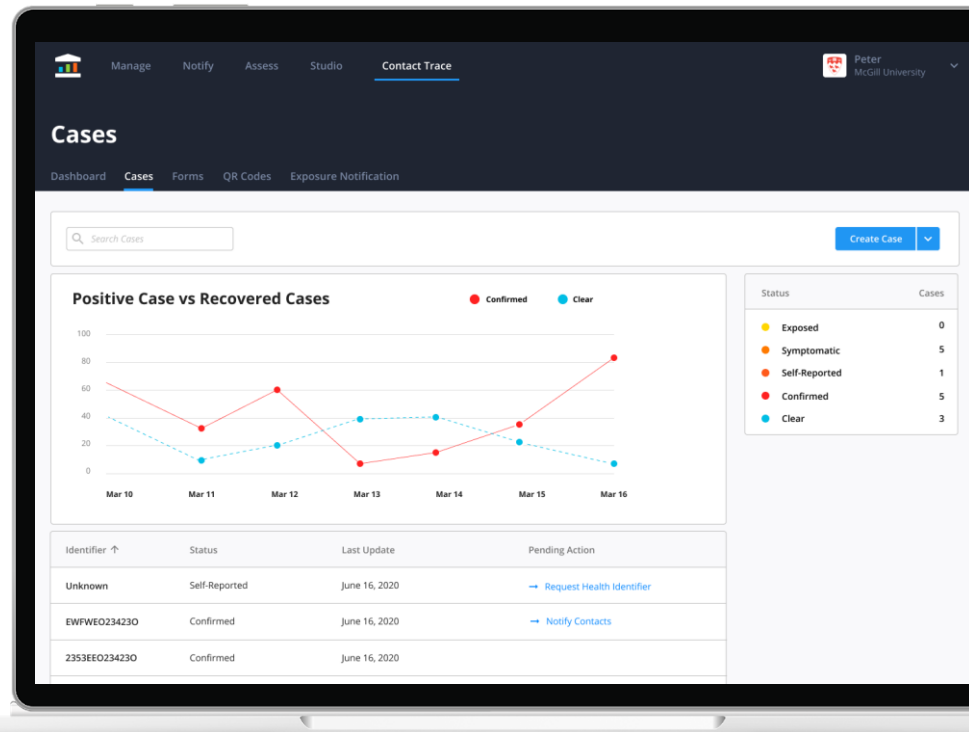 Manage Notify Assess Studio Contact Trace
Peter
McGill University
Cases
Dashboard Cases Forms QR Codes Exposure Notification
Search Cases
Create Case
Positive Case vs Recovered Cases
Confirmed Clear
100
80
60
40
20
0
Mar 10 Mar 11 Mar 12 Mar 13 Mar 14 Mar 15 Mar 16
Status Cases
Exposed 0
Symptomatic 5
Self-Reported 1
Confirmed 5
Clear 3
Identifier ↑ Status Last Update Pending Action
Unknown Self-Reported June 16, 2020 → Request Health Identifier
EWFWEO23423O Confirmed June 16, 2020 → Notify Contacts
2353EEO23423O Confirmed June 16, 2020